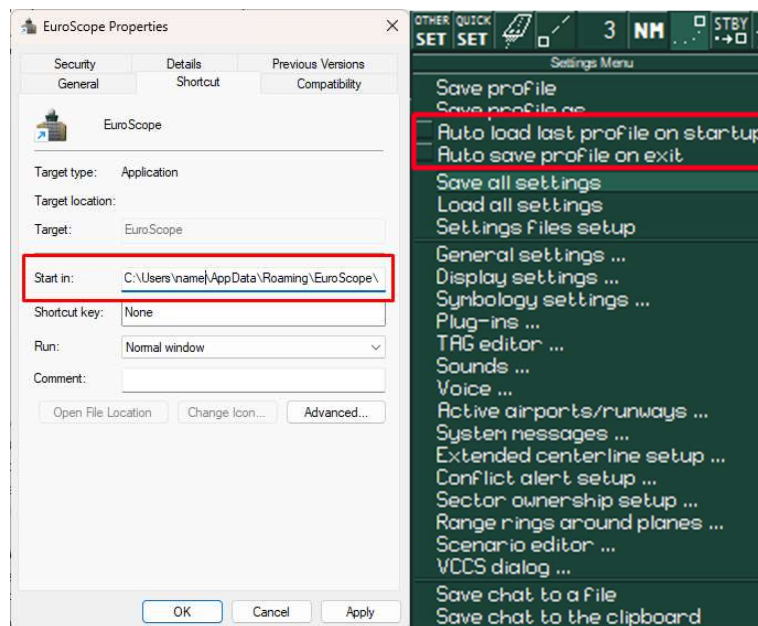 EuroScope Properties
Security Details Previous Versions
General Shortcut Compatibility
EuroScope
Target type: Application
Target location:
Target: EuroScope
Start in: C:\Users\name\AppData\Roaming\EuroScope\
Shortcut key: None
Run: Normal window
Comment:
Open File Location Change Icon... Advanced...
OK Cancel Apply
OTHER SET QUICK SET 3 NM STBY
Settings Menu
Save profile
Save profile as
Auto load last profile on startup
Auto save profile on exit
Save all settings
Load all settings
Settings files setup
General settings ...
Display settings ...
Symbology settings ...
Plug-ins ...
TAG editor ...
Sounds ...
Voice ...
Active airports/runways ...
System messages ...
Extended centerline setup ...
Conflict alert setup ...
Sector ownership setup ...
Range rings around planes ...
Scenario editor ...
VCCS dialog ...
Save chat to a file
Save chat to the clipboard